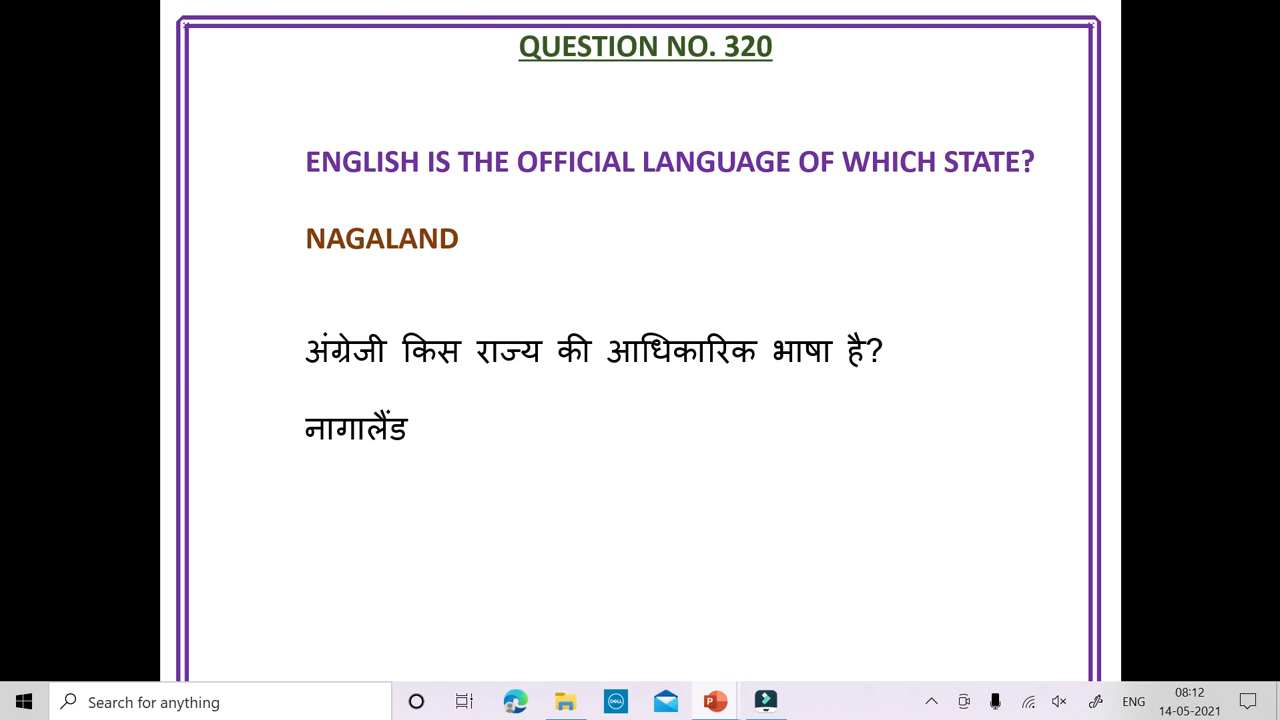 QUESTION NO. 320
ENGLISH IS THE OFFICIAL LANGUAGE OF WHICH STATE?
NAGALAND
अंग्रेजी किस राज्य की आधिकारिक भाषा है?
नागालैंड
Search for anything
DELL
P
ENG
08:12
14-05-2021